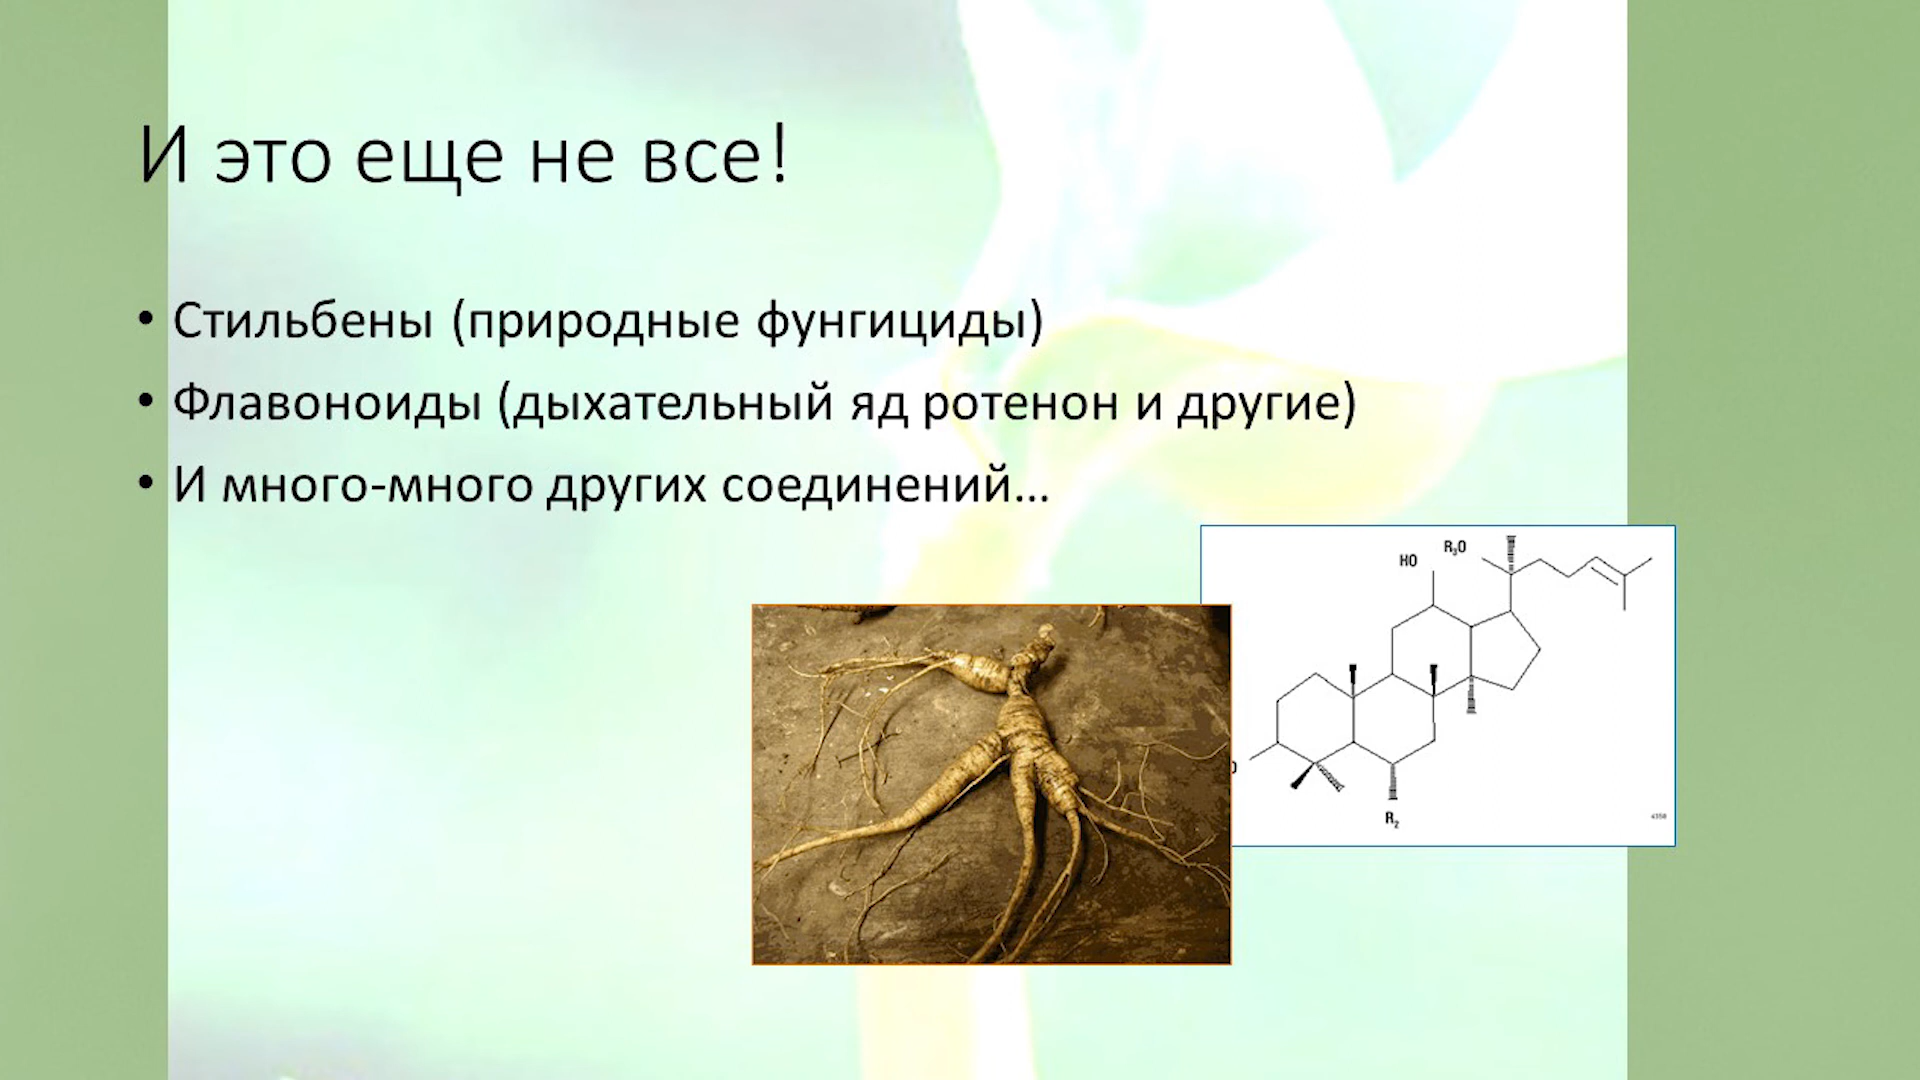 И это еще не все!
• Стильбены (природные фунгициды)
• Флавоноиды (дыхательный яд ротенон и другие)
• И много-много других соединений...
HO R₃O
R₂